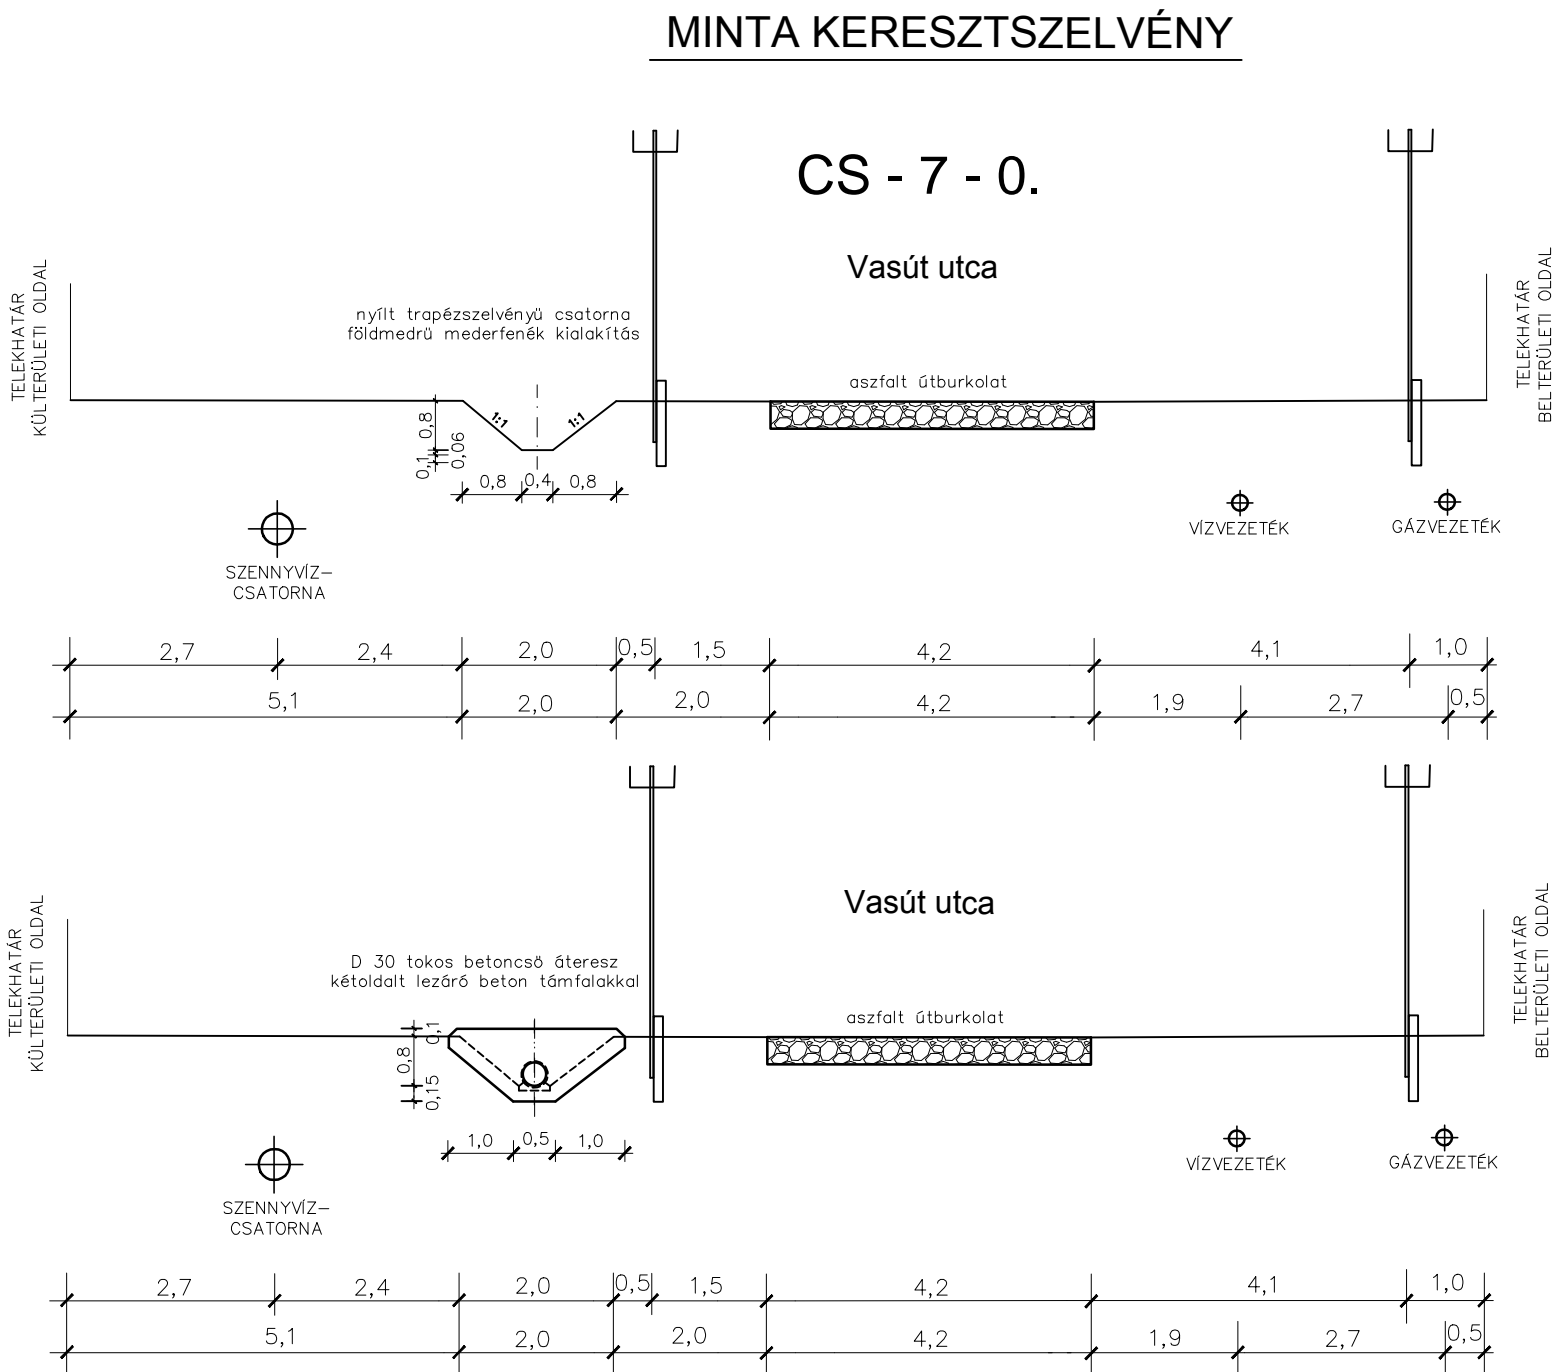 MINTA KERESZTSZELVÉNY
CS - 7 - 0.
Vasút utca
TELEKHATÁR
KÜLTERÜLETI OLDAL
nyílt trapézszelvényü csatorna
földmedrü mederfenék kialakítás
aszfalt útburkolat
TELEKHATÁR
BELTERÜLETI OLDAL
1:1
1:1
0,8
0,1
0,06
0,8
0,4
0,8
SZENNYVÍZ-
CSATORNA
VÍZVEZETÉK
GÁZVEZETÉK
2,7 2,4 2,0 0,5 1,5 4,2 4,1 1,0
5,1 2,0 2,0 4,2 1,9 2,7 0,5
Vasút utca
TELEKHATÁR
KÜLTERÜLETI OLDAL
D 30 tokos betoncsö áteresz
kétoldalt lezáró beton támfalakkal
aszfalt útburkolat
TELEKHATÁR
BELTERÜLETI OLDAL
0,1
0,8
0,15
1,0
0,5
1,0
SZENNYVÍZ-
CSATORNA
VÍZVEZETÉK
GÁZVEZETÉK
2,7 2,4 2,0 0,5 1,5 4,2 4,1 1,0
5,1 2,0 2,0 4,2 1,9 2,7 0,5